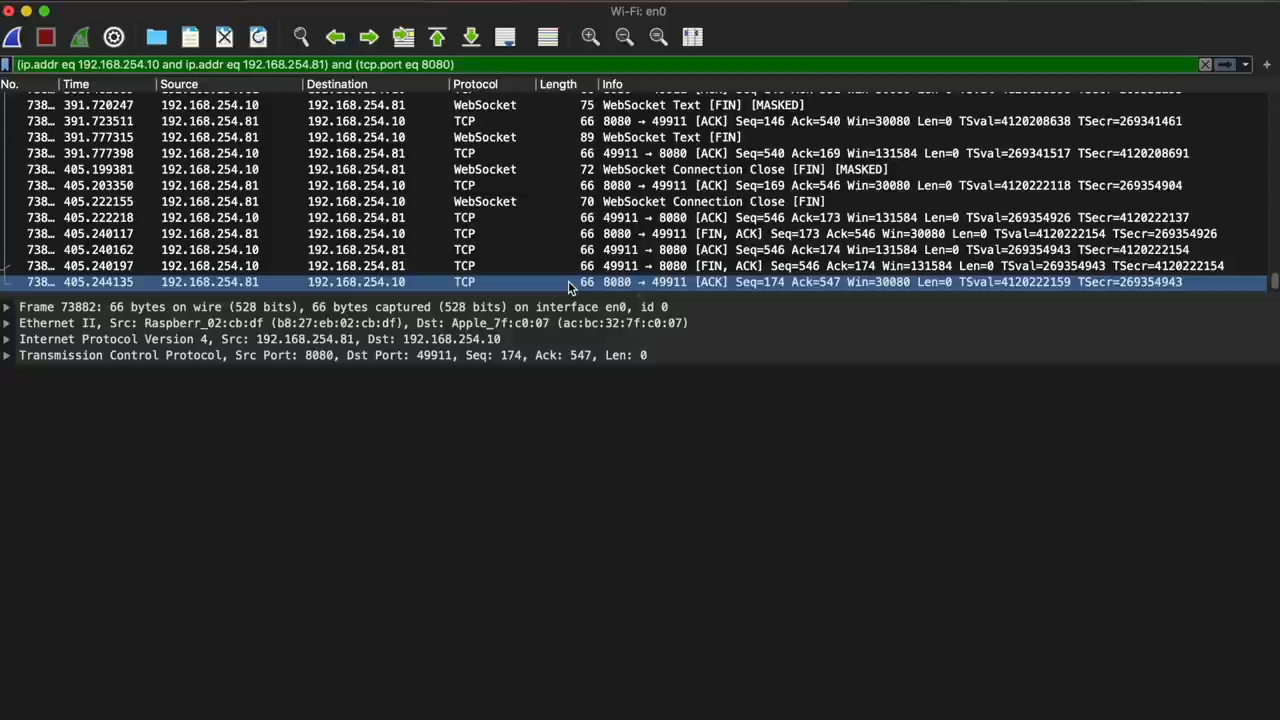 Wi-Fi: en0
(ip.addr eq 192.168.254.10 and ip.addr eq 192.168.254.81) and (tcp.port eq 8080)
No. Time Source Destination Protocol Length Info
738… 391.720247 192.168.254.10 192.168.254.81 WebSocket 75 WebSocket Text [FIN] [MASKED]
738… 391.723511 192.168.254.81 192.168.254.10 TCP 66 8080 → 49911 [ACK] Seq=146 Ack=540 Win=30080 Len=0 TSval=4120208638 TSecr=269341461
738… 391.777315 192.168.254.81 192.168.254.10 WebSocket 89 WebSocket Text [FIN]
738… 391.777398 192.168.254.10 192.168.254.81 TCP 66 49911 → 8080 [ACK] Seq=540 Ack=169 Win=131584 Len=0 TSval=269341517 TSecr=4120208691
738… 405.199381 192.168.254.10 192.168.254.81 WebSocket 72 WebSocket Connection Close [FIN] [MASKED]
738… 405.203350 192.168.254.81 192.168.254.10 TCP 66 8080 → 49911 [ACK] Seq=169 Ack=546 Win=30080 Len=0 TSval=4120222118 TSecr=269354904
738… 405.222155 192.168.254.81 192.168.254.10 WebSocket 70 WebSocket Connection Close [FIN]
738… 405.222218 192.168.254.10 192.168.254.81 TCP 66 49911 → 8080 [ACK] Seq=546 Ack=173 Win=131584 Len=0 TSval=269354926 TSecr=4120222137
738… 405.240117 192.168.254.81 192.168.254.10 TCP 66 8080 → 49911 [FIN, ACK] Seq=173 Ack=546 Win=30080 Len=0 TSval=4120222154 TSecr=269354926
738… 405.240162 192.168.254.10 192.168.254.81 TCP 66 49911 → 8080 [ACK] Seq=546 Ack=174 Win=131584 Len=0 TSval=269354943 TSecr=4120222154
738… 405.240197 192.168.254.10 192.168.254.81 TCP 66 49911 → 8080 [FIN, ACK] Seq=546 Ack=174 Win=131584 Len=0 TSval=269354943 TSecr=4120222154
738… 405.244135 192.168.254.81 192.168.254.10 TCP 66 8080 → 49911 [ACK] Seq=174 Ack=547 Win=30080 Len=0 TSval=4120222159 TSecr=269354943
Frame 73882: 66 bytes on wire (528 bits), 66 bytes captured (528 bits) on interface en0, id 0
Ethernet II, Src: Raspberr_02:cb:df (b8:27:eb:02:cb:df), Dst: Apple_7f:c0:07 (ac:bc:32:7f:c0:07)
Internet Protocol Version 4, Src: 192.168.254.81, Dst: 192.168.254.10
Transmission Control Protocol, Src Port: 8080, Dst Port: 49911, Seq: 174, Ack: 547, Len: 0